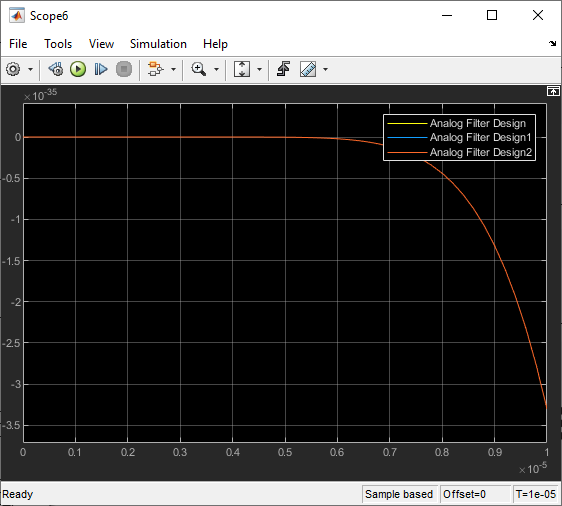 Scope6
File Tools View Simulation Help
×10^-35
Analog Filter Design
Analog Filter Design1
Analog Filter Design2
0
-0.5
-1
-1.5
-2
-2.5
-3
-3.5
0 0.1 0.2 0.3 0.4 0.5 0.6 0.7 0.8 0.9 1
×10^-5
Ready Sample based Offset=0 T=1e-05